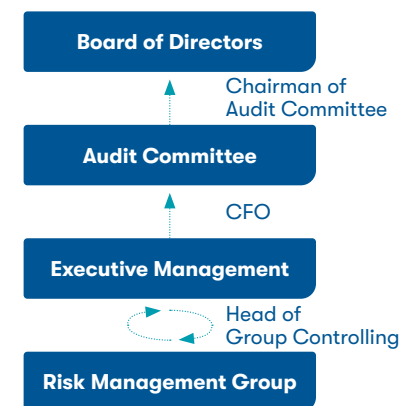 Board of Directors
Chairman of
Audit Committee
Audit Committee
CFO
Executive Management
Head of
Group Controlling
Risk Management Group